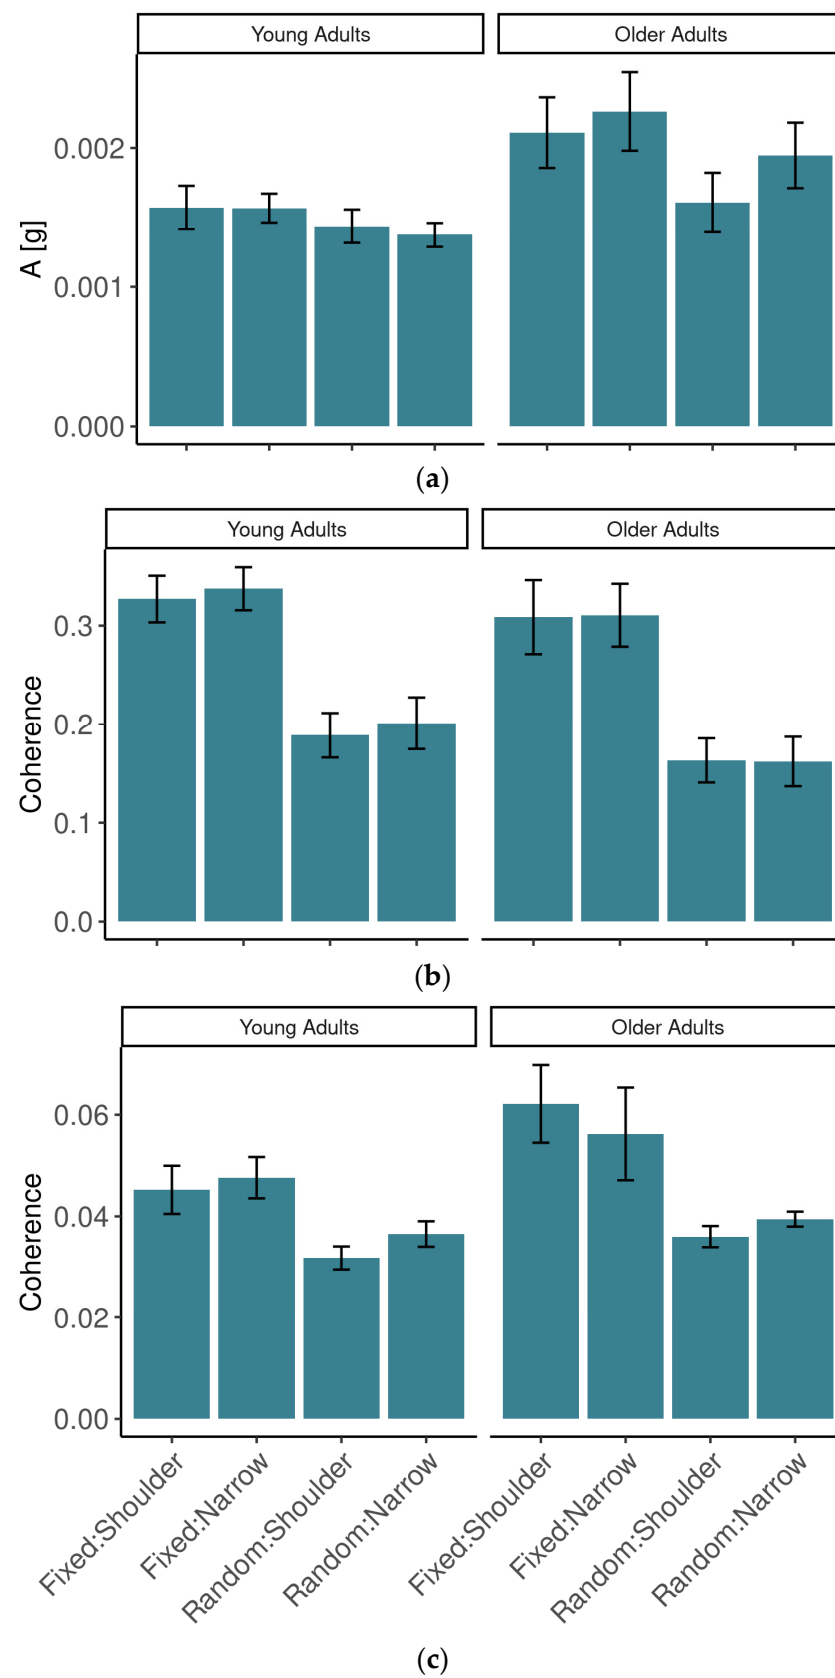 Young Adults
Older Adults
A [g]
0.002
0.001
0.000
(a)
Young Adults
Older Adults
Coherence
0.3
0.2
0.1
0.0
(b)
Young Adults
Older Adults
Coherence
0.06
0.04
0.02
0.00
Fixed:Shoulder
Fixed:Narrow
Random:Shoulder
Random:Narrow
Fixed:Shoulder
Fixed:Narrow
Random:Shoulder
Random:Narrow
(c)